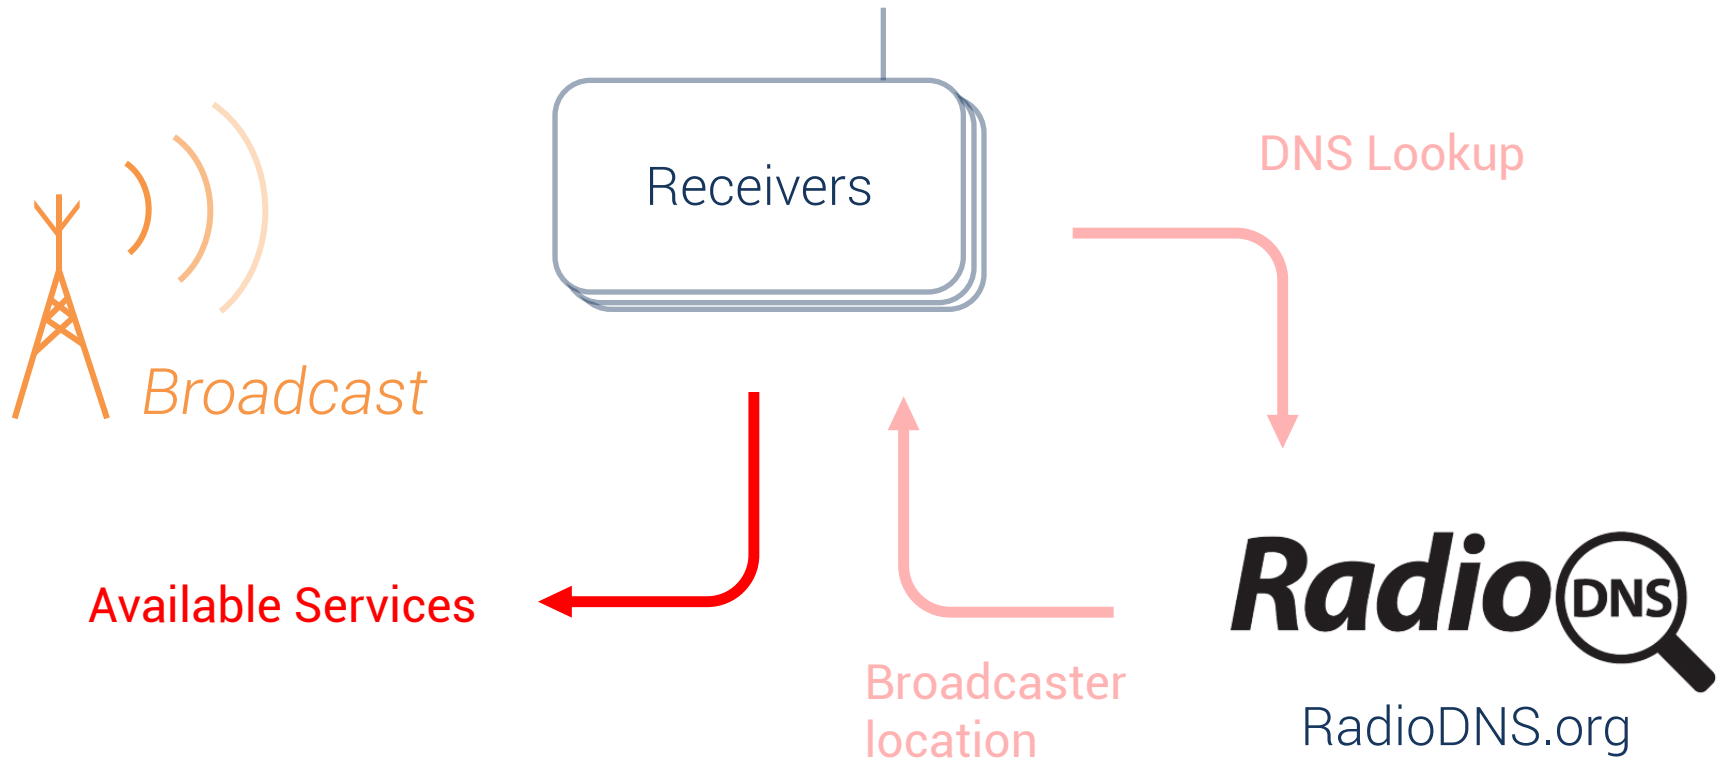 Receivers
DNS Lookup
Broadcast
Available Services
RadioDNS
Broadcaster
location
RadioDNS.org